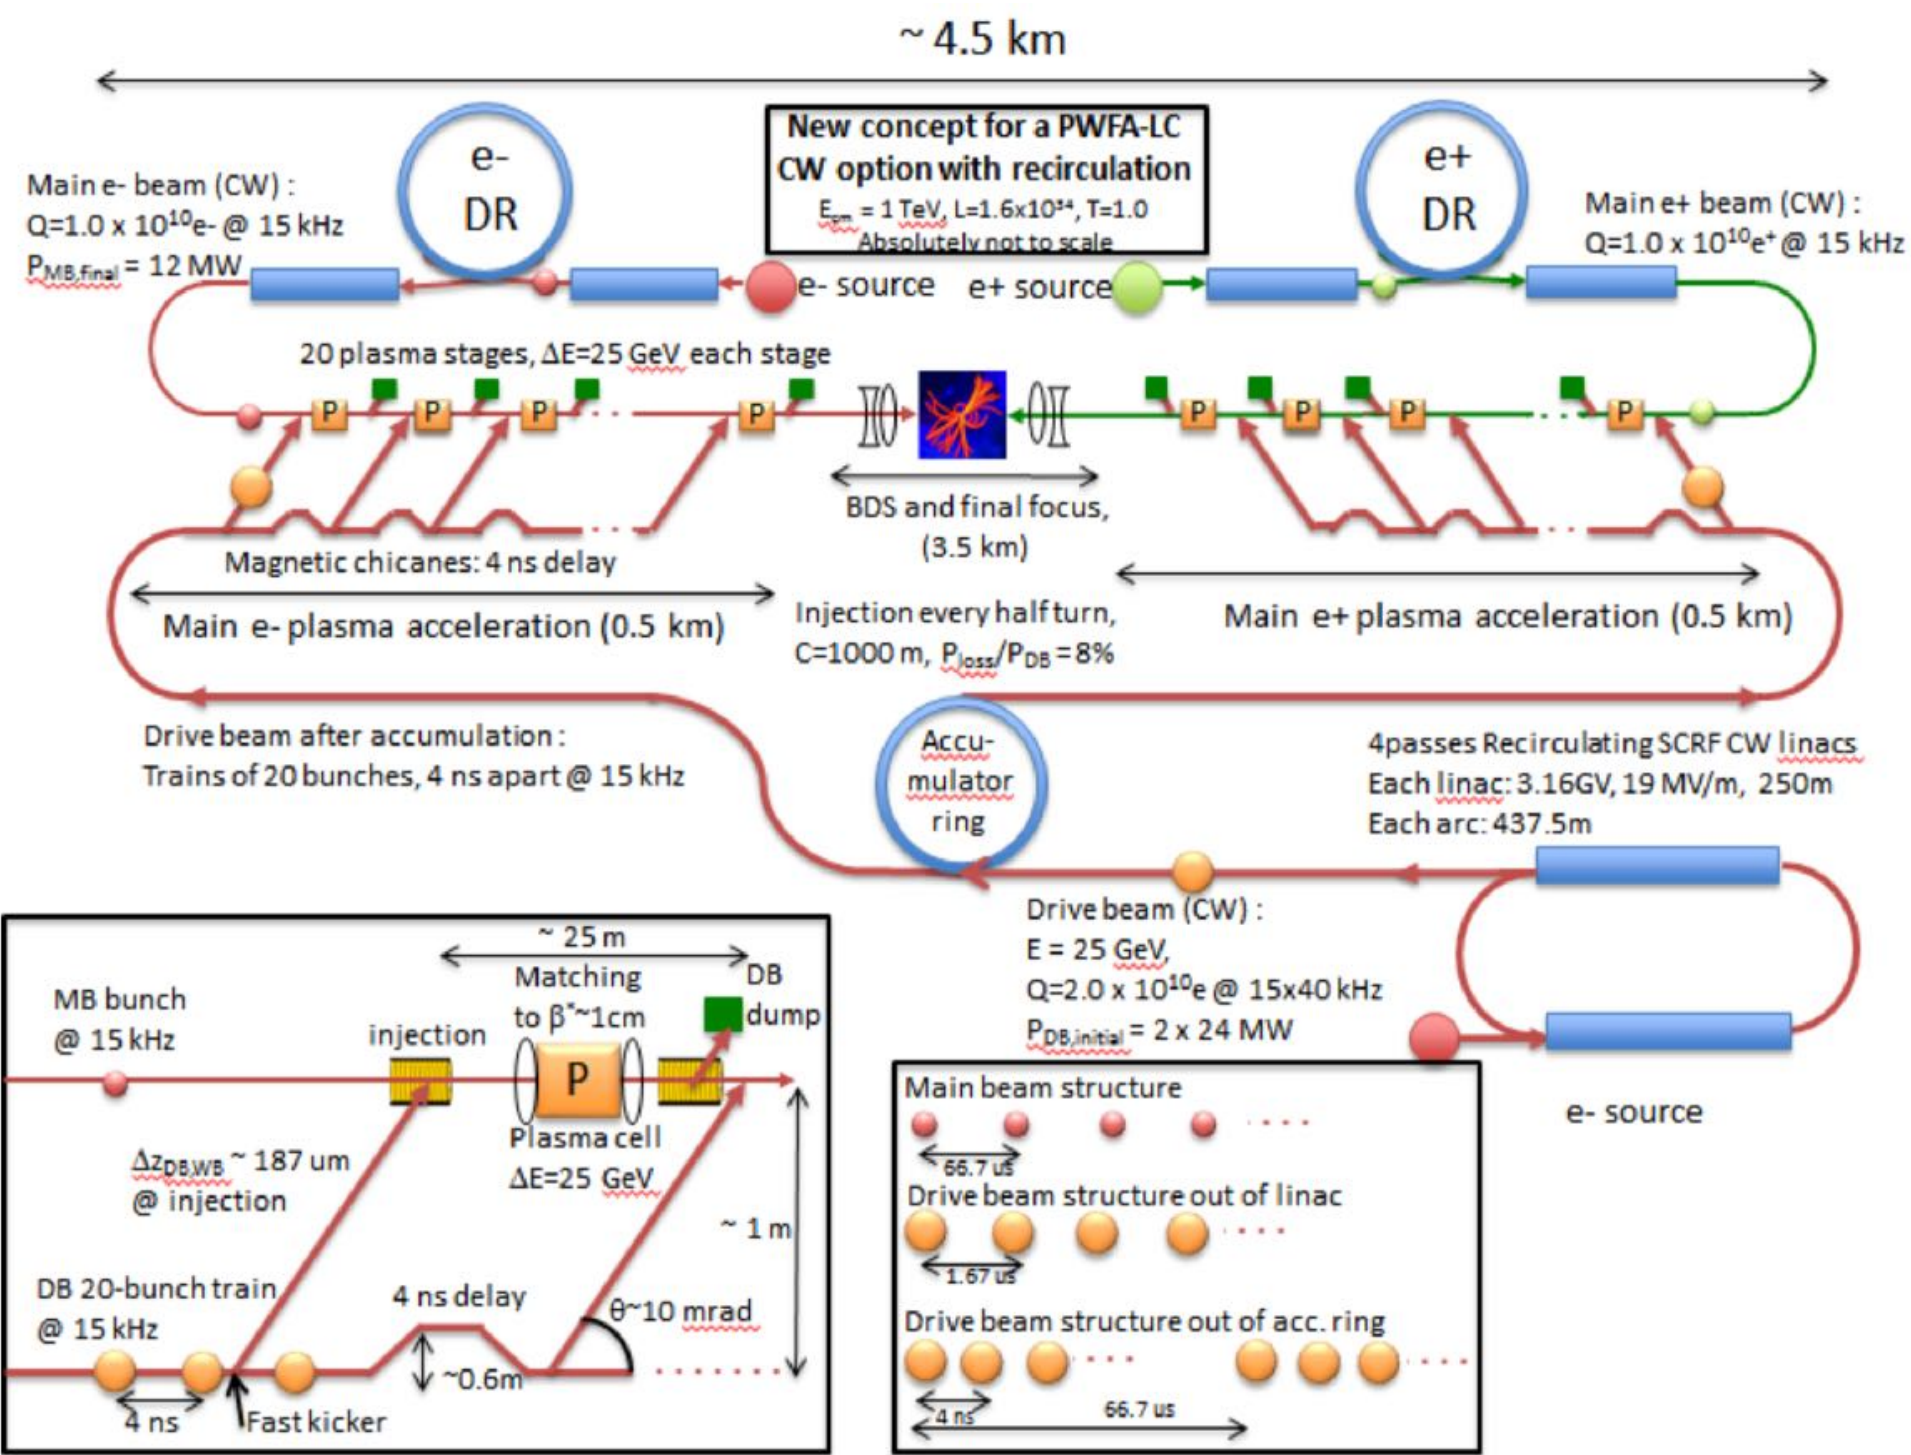 ~ 4.5 km
New concept for a PWFA-LC
CW option with recirculation
E_cm = 1 TeV, L=1.6x10³⁴, T=1.0
Absolutely not to scale
e-
DR
e+
DR
Main e- beam (CW) :
Q=1.0 x 10¹⁰e- @ 15 kHz
P_MB,final = 12 MW
Main e+ beam (CW) :
Q=1.0 x 10¹⁰e⁺ @ 15 kHz
e- source
e+ source
20 plasma stages, ΔE=25 GeV each stage
P P P P P P P P
BDS and final focus,
(3.5 km)
Magnetic chicanes: 4 ns delay
Main e- plasma acceleration (0.5 km)
Injection every half turn,
C=1000 m, P_loss/P_DB = 8%
Main e+ plasma acceleration (0.5 km)
Drive beam after accumulation :
Trains of 20 bunches, 4 ns apart @ 15 kHz
Accu-
mulator
ring
4passes Recirculating SCRF CW linacs
Each linac: 3.16GV, 19 MV/m, 250m
Each arc: 437.5m
Drive beam (CW) :
E = 25 GeV,
Q=2.0 x 10¹⁰e @ 15x40 kHz
P_DB,initial = 2 x 24 MW
e- source
~ 25 m
MB bunch
@ 15 kHz
injection
Matching
to β*~1cm
DB
dump
P
Plasma cell
ΔE=25 GeV
Δz_DB,WB ~ 187 um
@ injection
~ 1 m
DB 20-bunch train
@ 15 kHz
4 ns delay
θ~10 mrad
~0.6m
4 ns
Fast kicker
Main beam structure
66.7 us
Drive beam structure out of linac
1.67 us
Drive beam structure out of acc. ring
4 ns
66.7 us